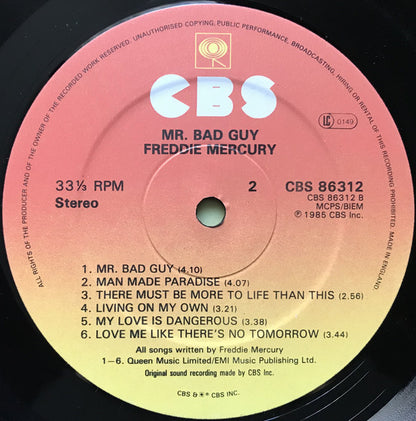 ALL RIGHTS OF THE PRODUCER AND OF THE OWNER OF THE RECORDED WORK RESERVED. UNAUTHORISED COPYING, PUBLIC PERFORMANCE, BROADCASTING, HIRING OR RENTAL OF THIS RECORDING PROHIBITED.
CBS
LC 0149
MR. BAD GUY
FREDDIE MERCURY
33⅓ RPM 2 CBS 86312
Stereo CBS 86312 B
MCPS/BIEM
℗ 1985 CBS Inc.
1. MR. BAD GUY (4.10)
2. MAN MADE PARADISE (4.07)
3. THERE MUST BE MORE TO LIFE THAN THIS (2.56)
4. LIVING ON MY OWN (3.21)
5. MY LOVE IS DANGEROUS (3.38)
6. LOVE ME LIKE THERE'S NO TOMORROW (3.44)
All songs written by Freddie Mercury
1—6. Queen Music Limited/EMI Music Publishing Ltd.
Original sound recording made by CBS Inc.
CBS & ® CBS INC.